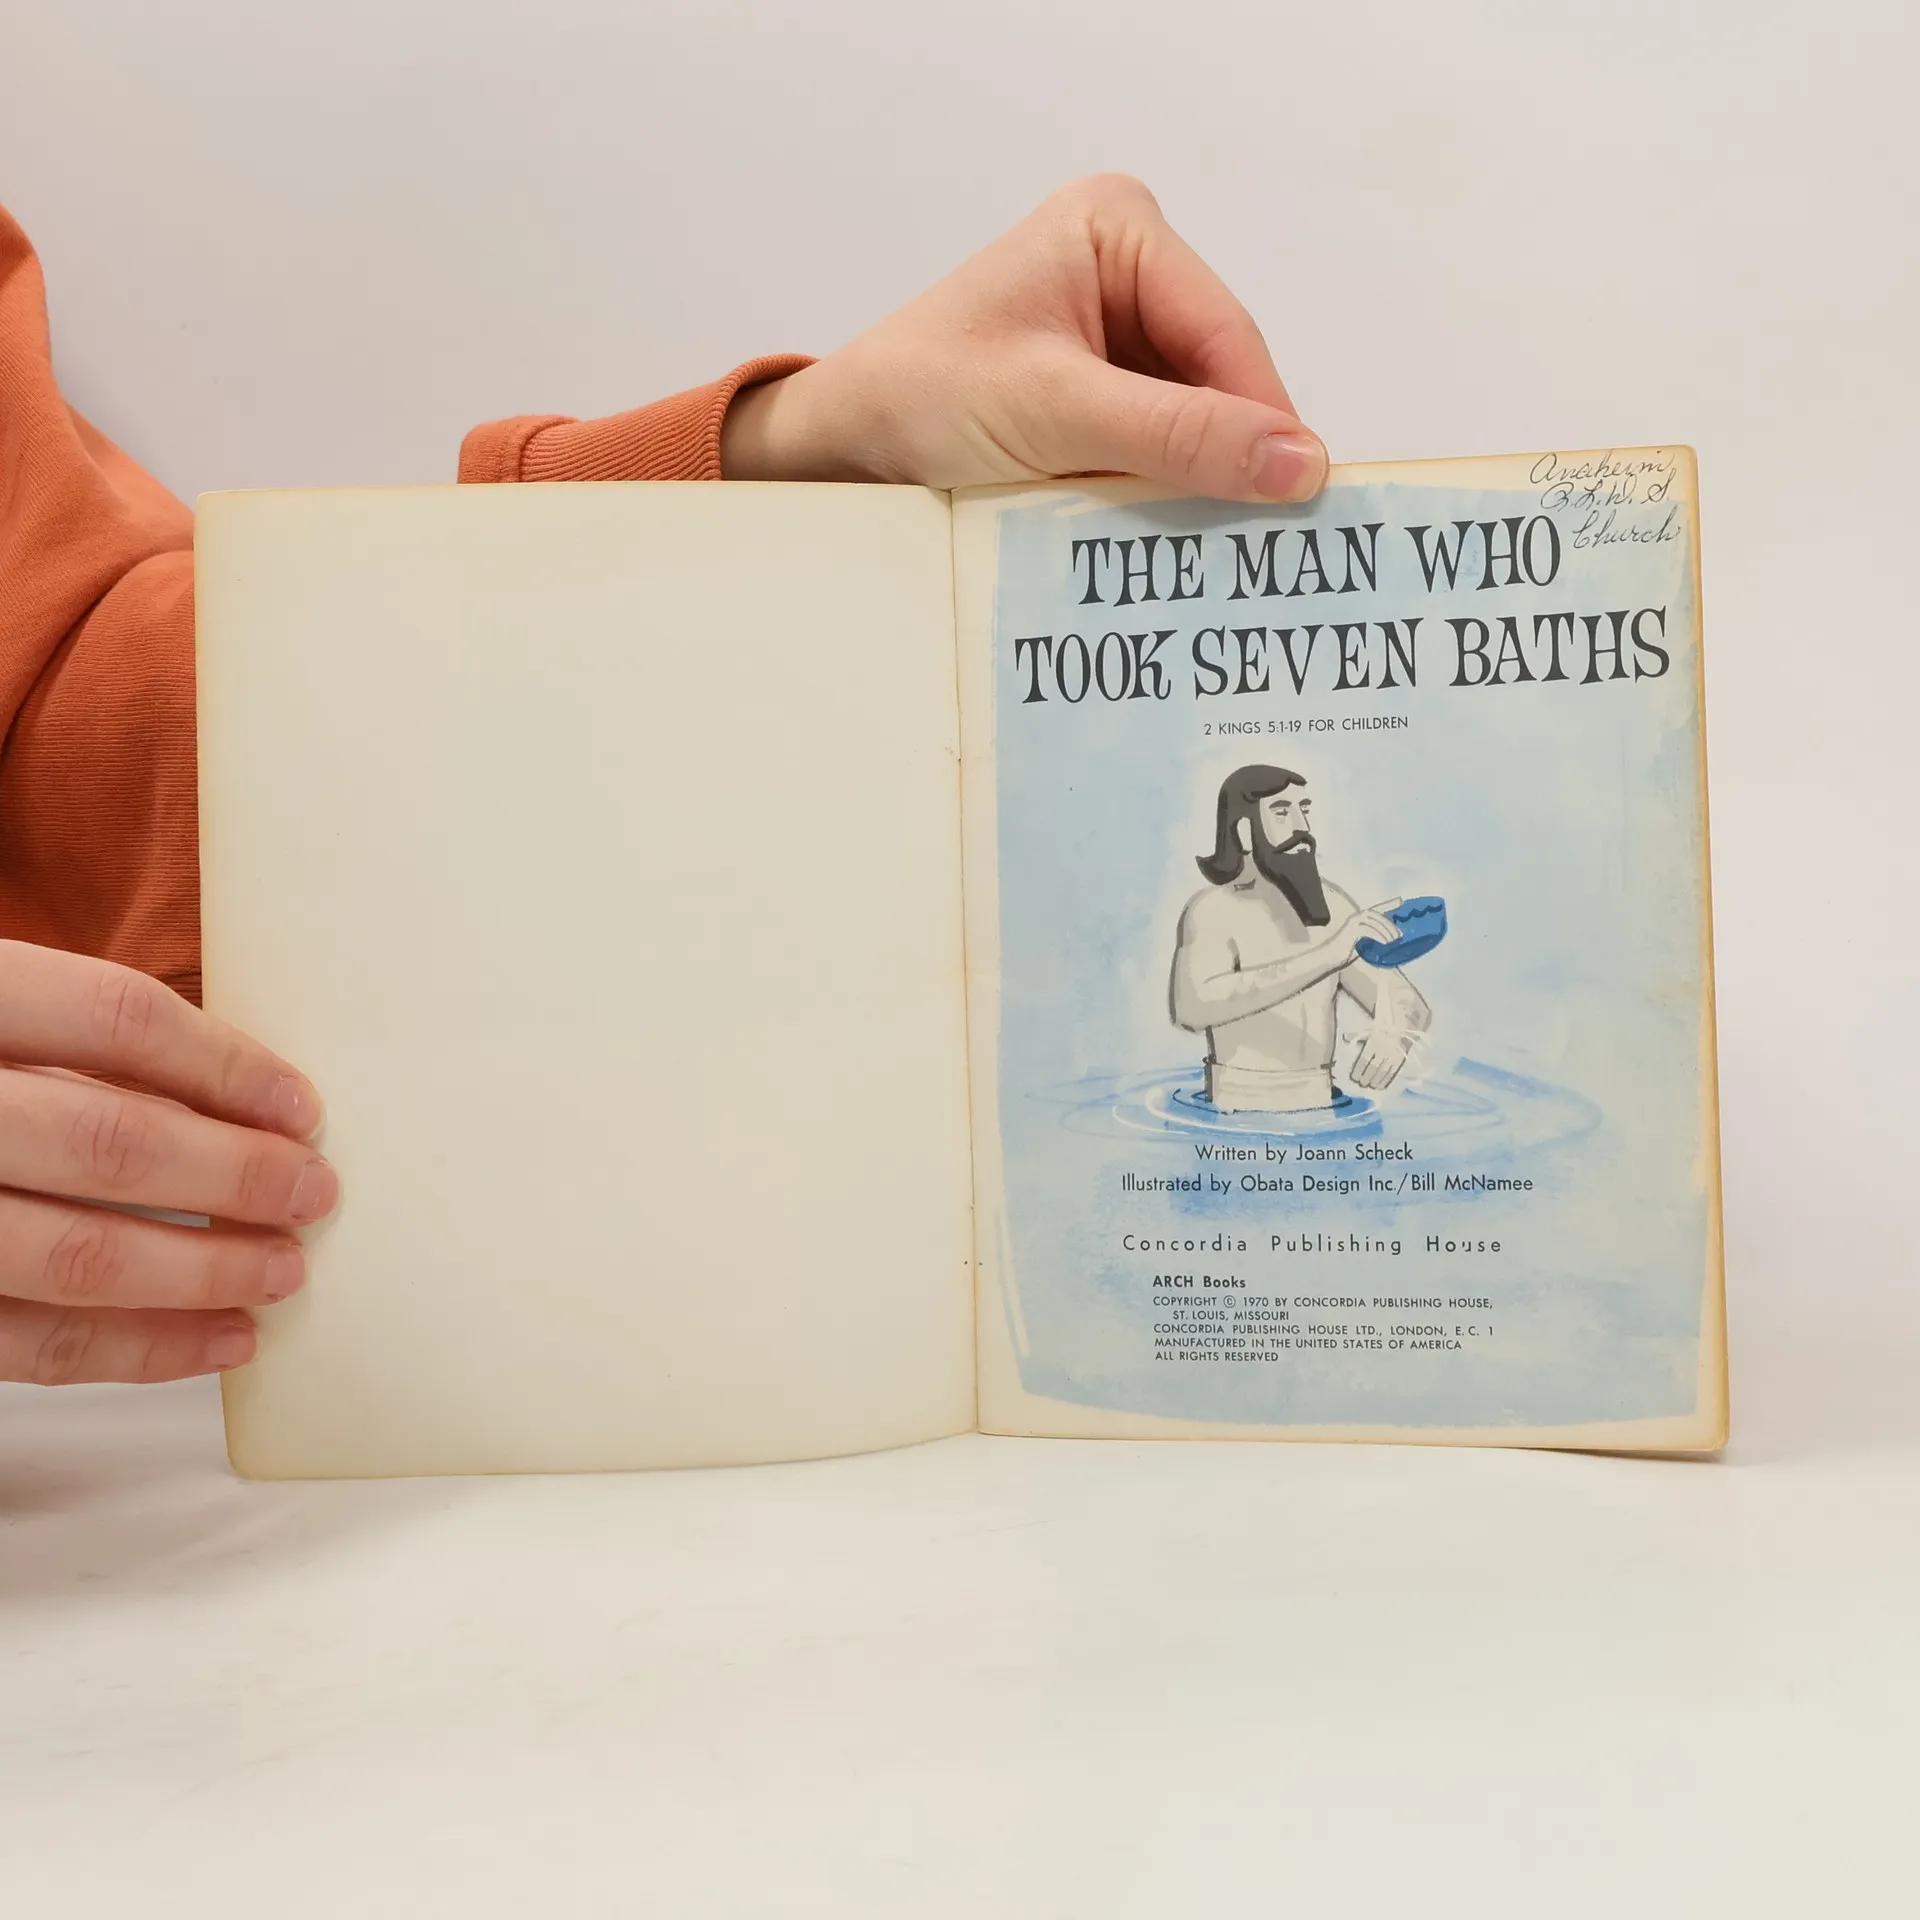 Anaheim
R.L.D.S.
Church
THE MAN WHO
TOOK SEVEN BATHS
2 KINGS 5:1-19 FOR CHILDREN
Written by Joann Scheck
Illustrated by Obata Design Inc./Bill McNamee
Concordia Publishing House
ARCH Books
COPYRIGHT © 1970 BY CONCORDIA PUBLISHING HOUSE,
ST. LOUIS, MISSOURI
CONCORDIA PUBLISHING HOUSE LTD., LONDON, E. C. 1
MANUFACTURED IN THE UNITED STATES OF AMERICA
ALL RIGHTS RESERVED